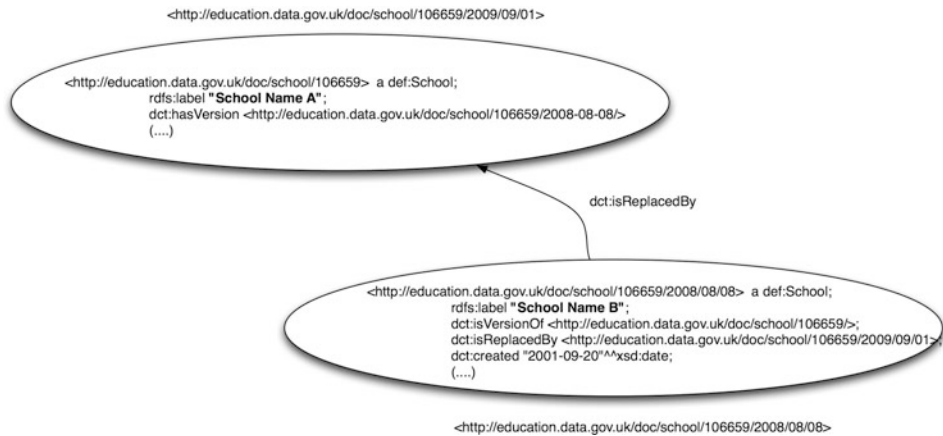 <http://education.data.gov.uk/doc/school/106659/2009/09/01>
<http://education.data.gov.uk/doc/school/106659> a def:School;
rdfs:label "School Name A";
dct:hasVersion <http://education.data.gov.uk/doc/school/106659/2008-08-08/>
(....)
dct:isReplacedBy
<http://education.data.gov.uk/doc/school/106659/2008/08/08> a def:School;
rdfs:label "School Name B";
dct:isVersionOf <http://education.data.gov.uk/doc/school/106659/>;
dct:isReplacedBy <http://education.data.gov.uk/doc/school/106659/2009/09/01>;
dct:created "2001-09-20"^^xsd:date;
(....)
<http://education.data.gov.uk/doc/school/106659/2008/08/08>